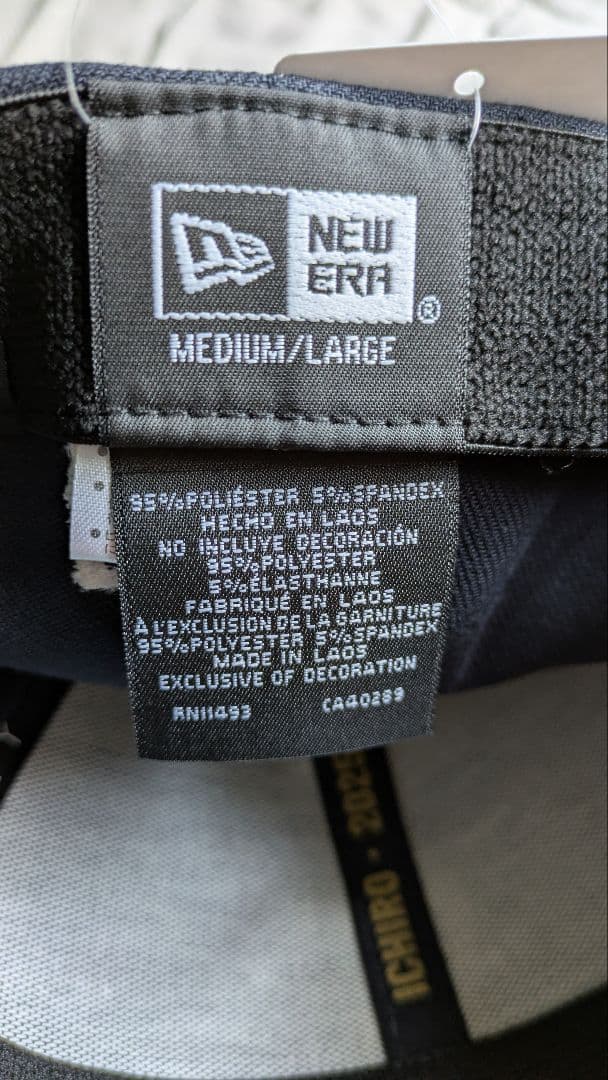 NEW
ERA
®
MEDIUM/LARGE
95%POLIÉSTER 5%SPANDEX
HECHO EN LAOS
NO INCLUYE DECORACIÓN
95%POLYESTER
5%ÉLASTHANNE
FABRIQUÉ EN LAOS
À L'EXCLUSION DE LA GARNITURE
95%POLYESTER 5%SPANDEX
MADE IN LAOS
EXCLUSIVE OF DECORATION
RN11493 CA40289
ICHIRO - 2025